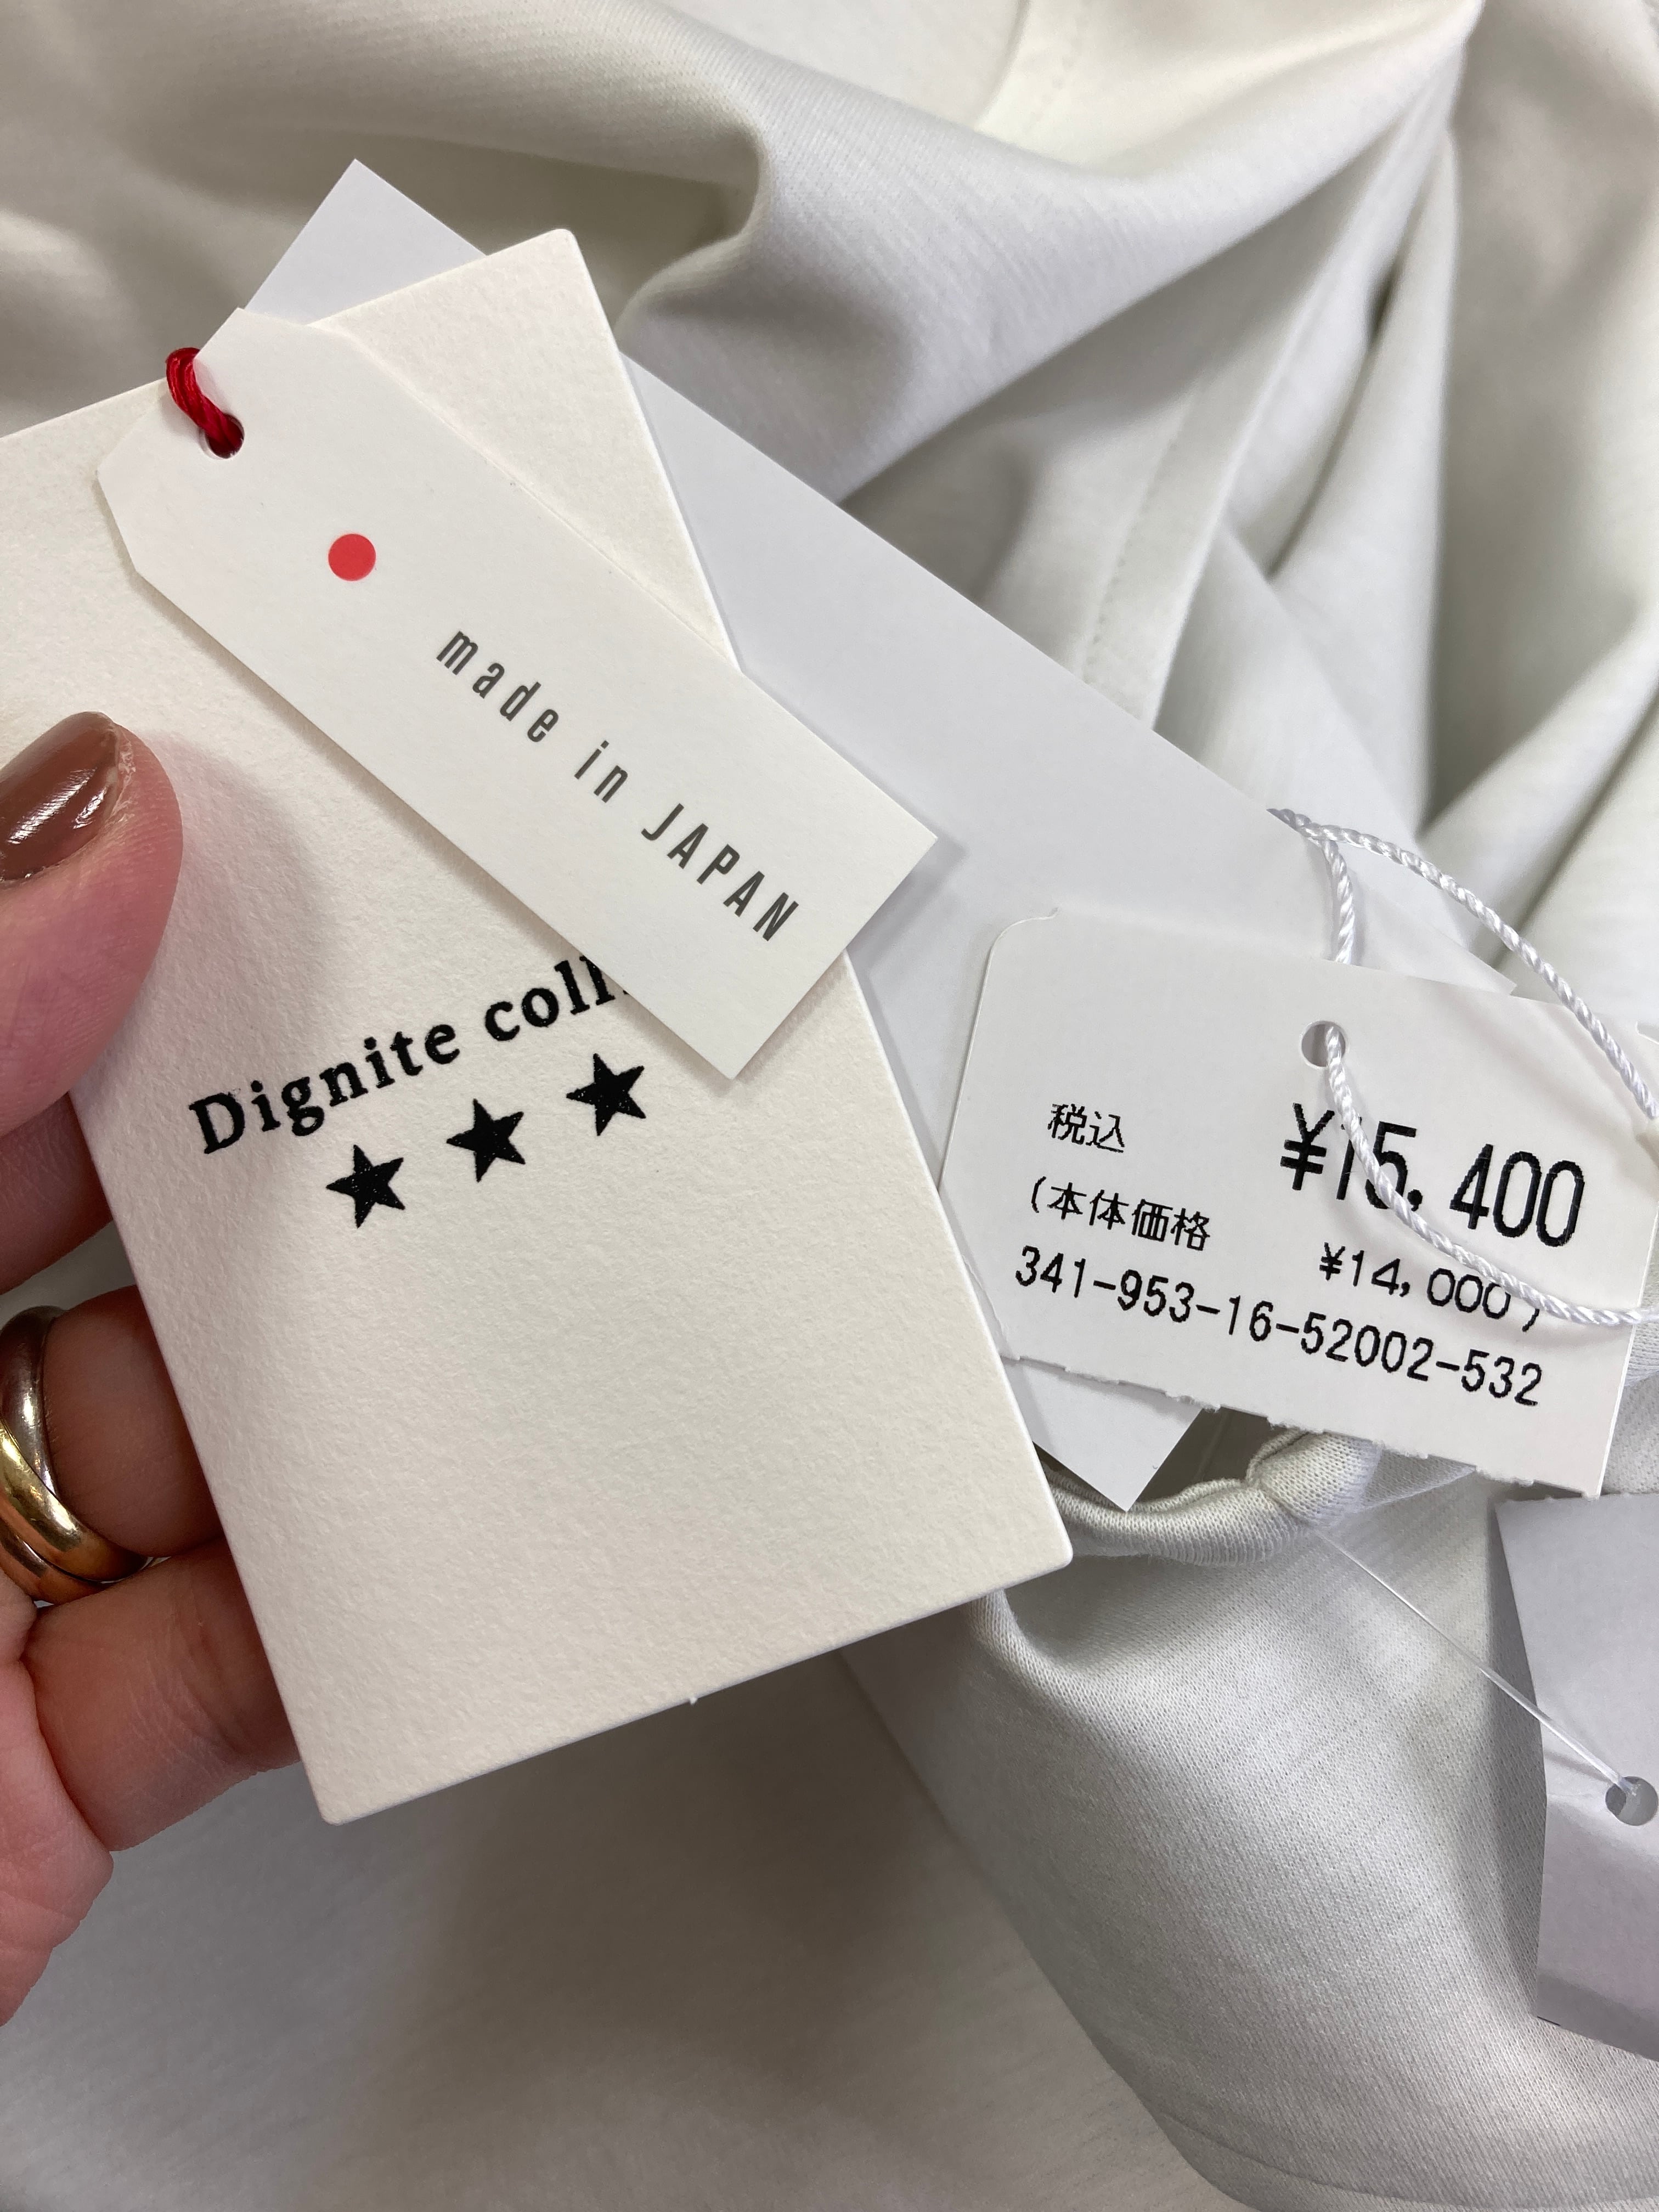 made in JAPAN
Dignite
税込 ¥15,400
(本体価格 ¥14,000)
341-953-16-52002-532